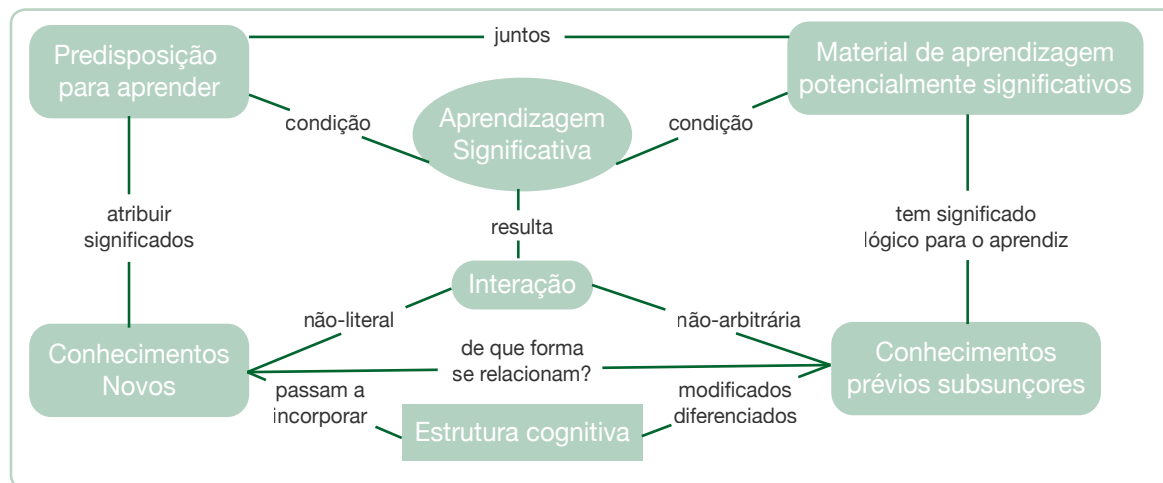 juntos
Predisposição
para aprender
Material de aprendizagem
potencialmente significativos
condição
Aprendizagem
Significativa
condição
atribuir
significados
resulta
tem significado
lógico para o aprendiz
Interação
não-literal
não-arbitrária
Conhecimentos
Novos
de que forma
se relacionam?
Conhecimentos
prévios subsunçores
passam a
incorporar
Estrutura cognitiva
modificados
diferenciados